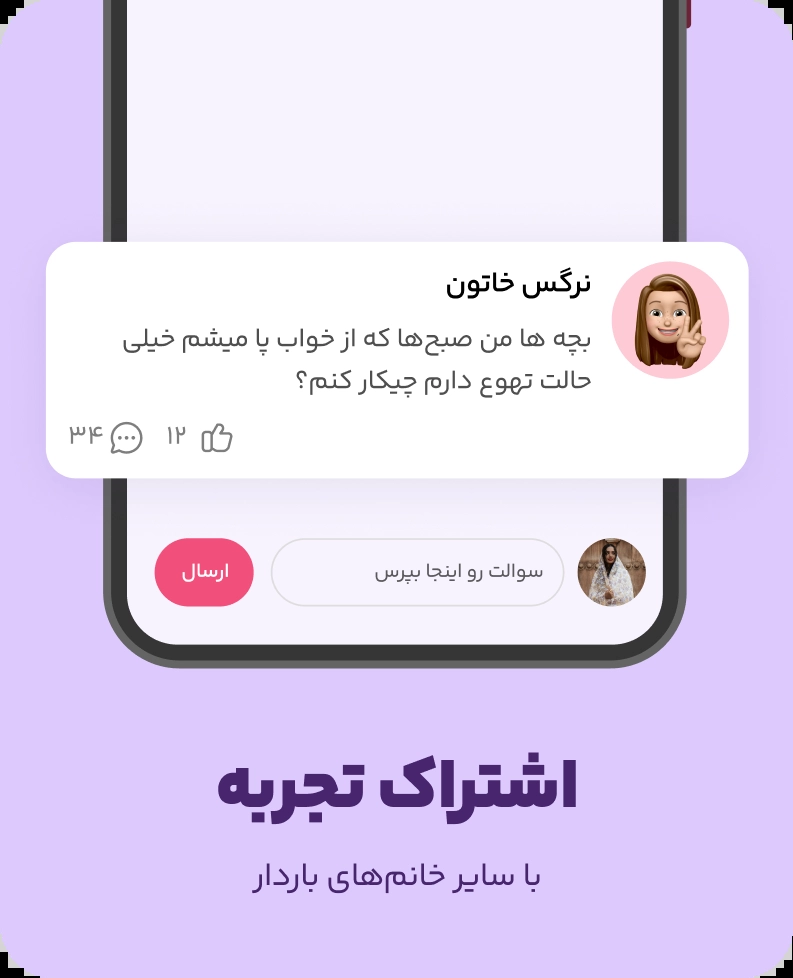 نرگس خاتون
بچه ها من صبح‌ها که از خواب پا میشم خیلی
حالت تهوع دارم چیکار کنم؟
۱۲ ۳۴
سوالت رو اینجا بپرس
ارسال
اشتراک تجربه
با سایر خانم‌های باردار